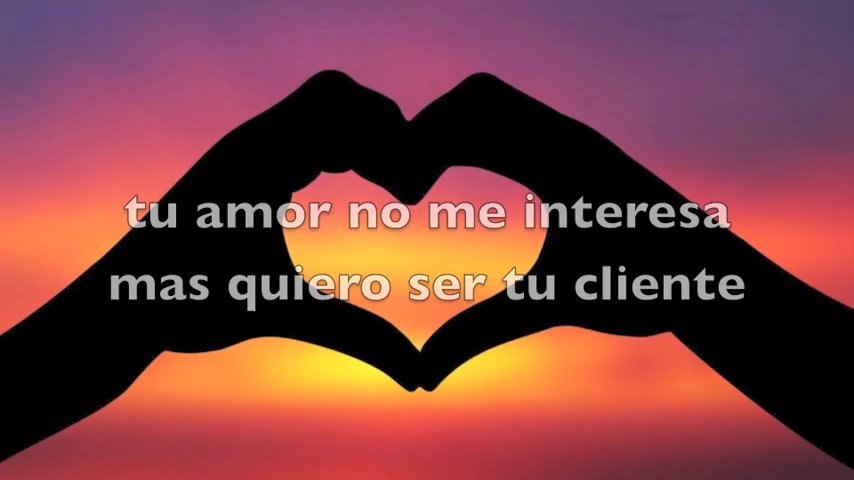 tu amor no me interesa
mas quiero ser tu cliente